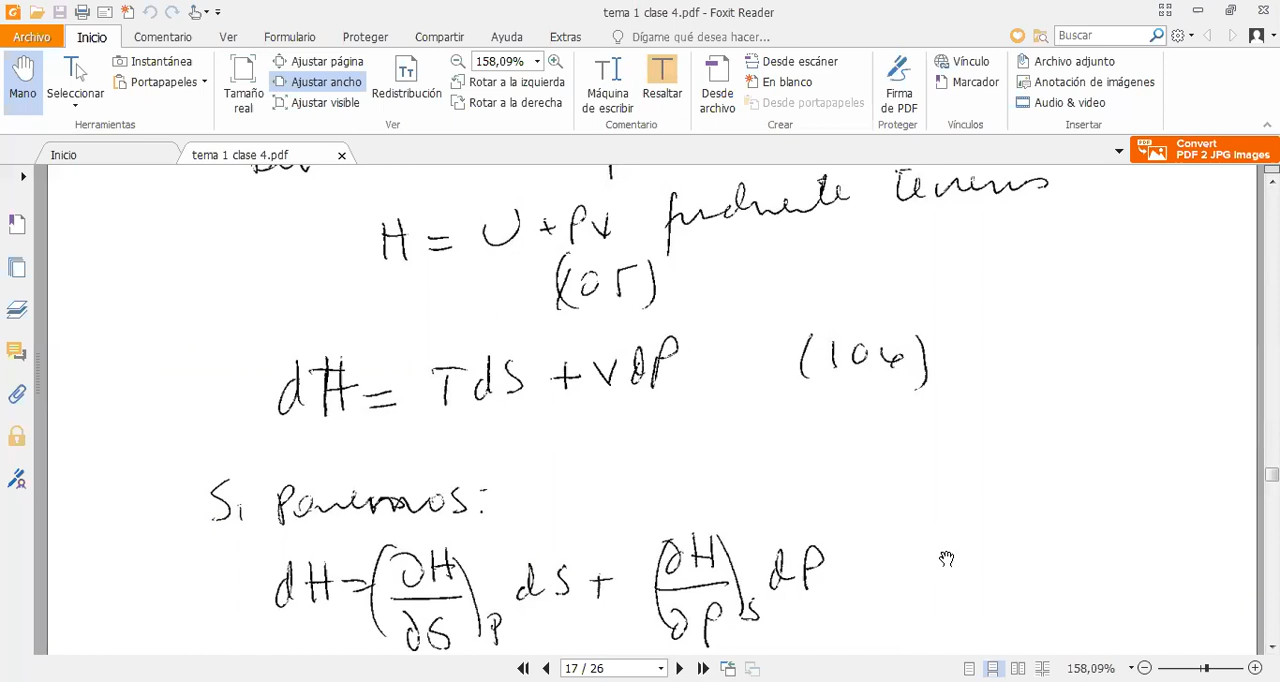 tema 1 clase 4.pdf - Foxit Reader
Archivo Inicio Comentario Ver Formulario Proteger Compartir Ayuda Extras Dígame qué desea hacer... Buscar
Mano
Seleccionar
Instantánea
Portapapeles
Herramientas
Tamaño real
Ajustar página
Ajustar ancho
Ajustar visible
Redistribución
158,09%
Rotar a la izquierda
Rotar a la derecha
Ver
Máquina de escribir
Resaltar
Comentario
Desde archivo
Desde escáner
En blanco
Desde portapapeles
Crear
Firma de PDF
Proteger
Vínculo
Marcador
Vínculos
Archivo adjunto
Anotación de imágenes
Audio & video
Insertar
Inicio
tema 1 clase 4.pdf
Convert
PDF 2 JPG Images
H = U + PV finalmente tenemos
(105)
dH = TdS + VdP (106)
Si ponemos:
dH = (∂H/∂S)_P dS + (∂H/∂P)_S dP
17 / 26
158,09%